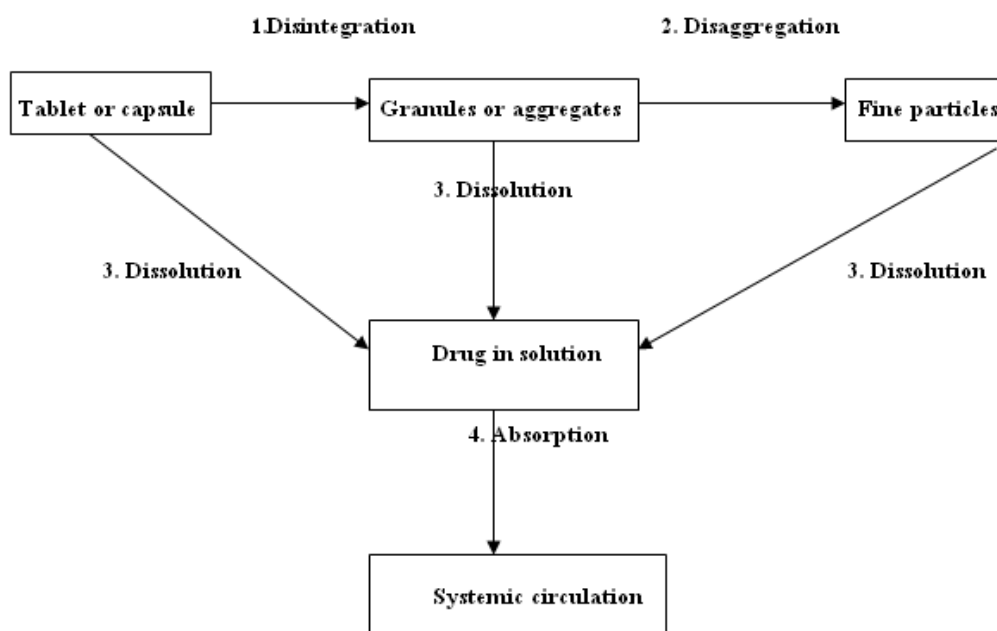 1.Disintegration
2. Disaggregation
Tablet or capsule
Granules or aggregates
Fine particles
3. Dissolution
3. Dissolution
3. Dissolution
Drug in solution
4. Absorption
Systemic circulation